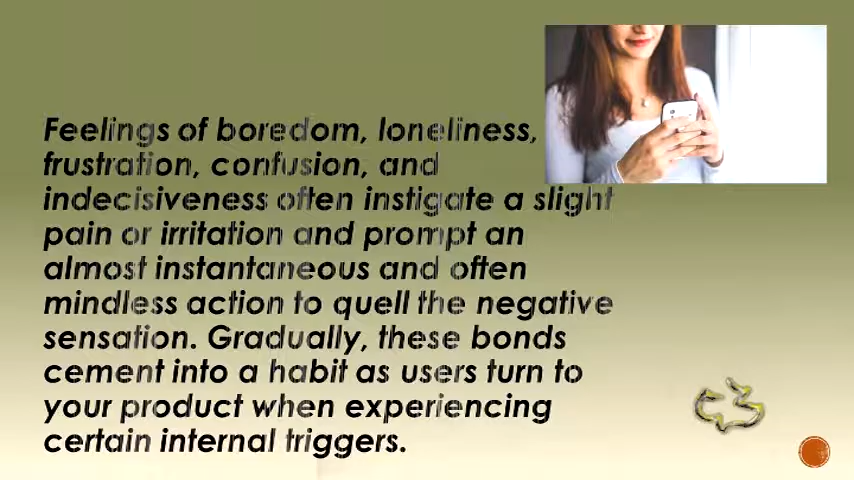 Feelings of boredom, loneliness,
frustration, confusion, and
indecisiveness often instigate a slight
pain or irritation and prompt an
almost instantaneous and often
mindless action to quell the negative
sensation. Gradually, these bonds
cement into a habit as users turn to
your product when experiencing
certain internal triggers.